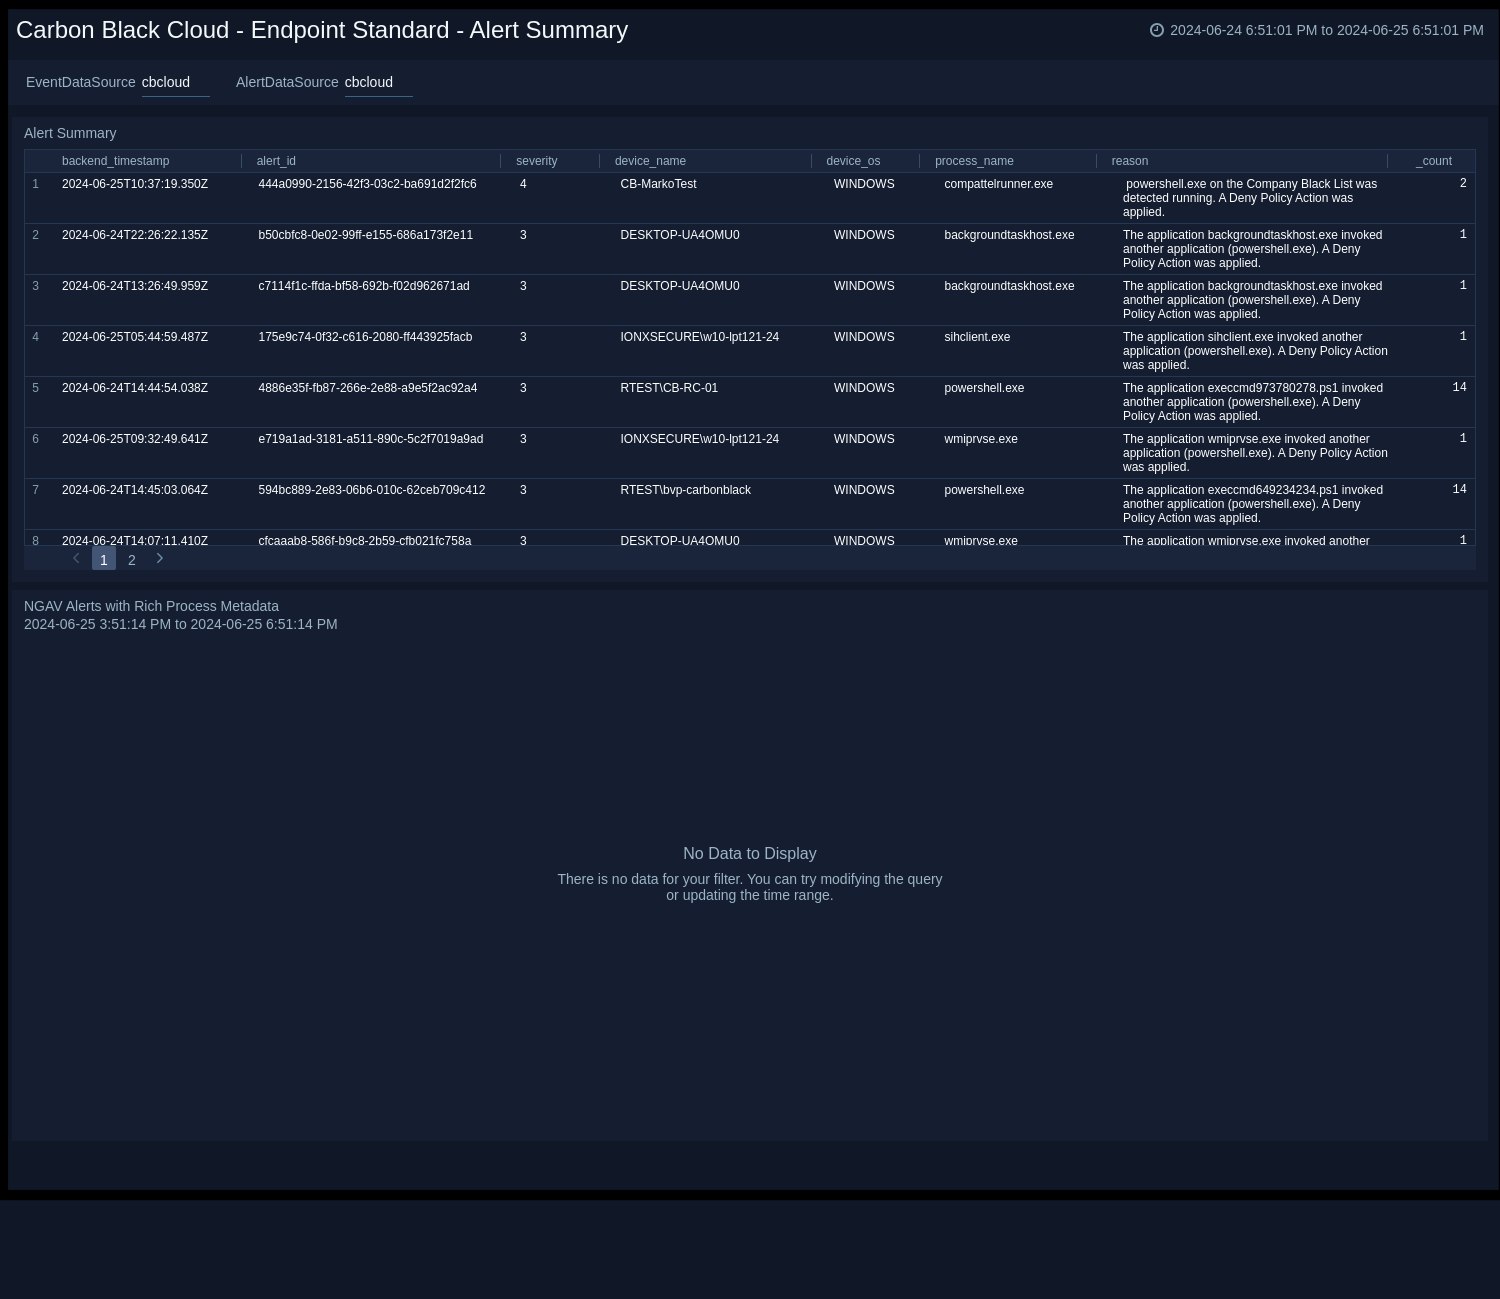 Carbon Black Cloud - Endpoint Standard - Alert Summary
2024-06-24 6:51:01 PM to 2024-06-25 6:51:01 PM
EventDataSource cbcloud AlertDataSource cbcloud
Alert Summary
backend_timestamp alert_id severity device_name device_os process_name reason _count
1 2024-06-25T10:37:19.350Z 444a0990-2156-42f3-03c2-ba691d2f2fc6 4 CB-MarkoTest WINDOWS compattelrunner.exe powershell.exe on the Company Black List was 2
detected running. A Deny Policy Action was
applied.
2 2024-06-24T22:26:22.135Z b50cbfc8-0e02-99ff-e155-686a173f2e11 3 DESKTOP-UA4OMU0 WINDOWS backgroundtaskhost.exe The application backgroundtaskhost.exe invoked 1
another application (powershell.exe). A Deny
Policy Action was applied.
3 2024-06-24T13:26:49.959Z c7114f1c-ffda-bf58-692b-f02d962671ad 3 DESKTOP-UA4OMU0 WINDOWS backgroundtaskhost.exe The application backgroundtaskhost.exe invoked 1
another application (powershell.exe). A Deny
Policy Action was applied.
4 2024-06-25T05:44:59.487Z 175e9c74-0f32-c616-2080-ff443925facb 3 IONXSECURE\w10-lpt121-24 WINDOWS sihclient.exe The application sihclient.exe invoked another 1
application (powershell.exe). A Deny Policy Action
was applied.
5 2024-06-24T14:44:54.038Z 4886e35f-fb87-266e-2e88-a9e5f2ac92a4 3 RTEST\CB-RC-01 WINDOWS powershell.exe The application execcmd973780278.ps1 invoked 14
another application (powershell.exe). A Deny
Policy Action was applied.
6 2024-06-25T09:32:49.641Z e719a1ad-3181-a511-890c-5c2f7019a9ad 3 IONXSECURE\w10-lpt121-24 WINDOWS wmiprvse.exe The application wmiprvse.exe invoked another 1
application (powershell.exe). A Deny Policy Action
was applied.
7 2024-06-24T14:45:03.064Z 594bc889-2e83-06b6-010c-62ceb709c412 3 RTEST\bvp-carbonblack WINDOWS powershell.exe The application execcmd649234234.ps1 invoked 14
another application (powershell.exe). A Deny
Policy Action was applied.
8 2024-06-24T14:07:11.410Z cfcaaab8-586f-b9c8-2b59-cfb021fc758a 3 DESKTOP-UA4OMU0 WINDOWS wmiprvse.exe The application wmiprvse.exe invoked another 1
1 2
NGAV Alerts with Rich Process Metadata
2024-06-25 3:51:14 PM to 2024-06-25 6:51:14 PM
No Data to Display
There is no data for your filter. You can try modifying the query
or updating the time range.